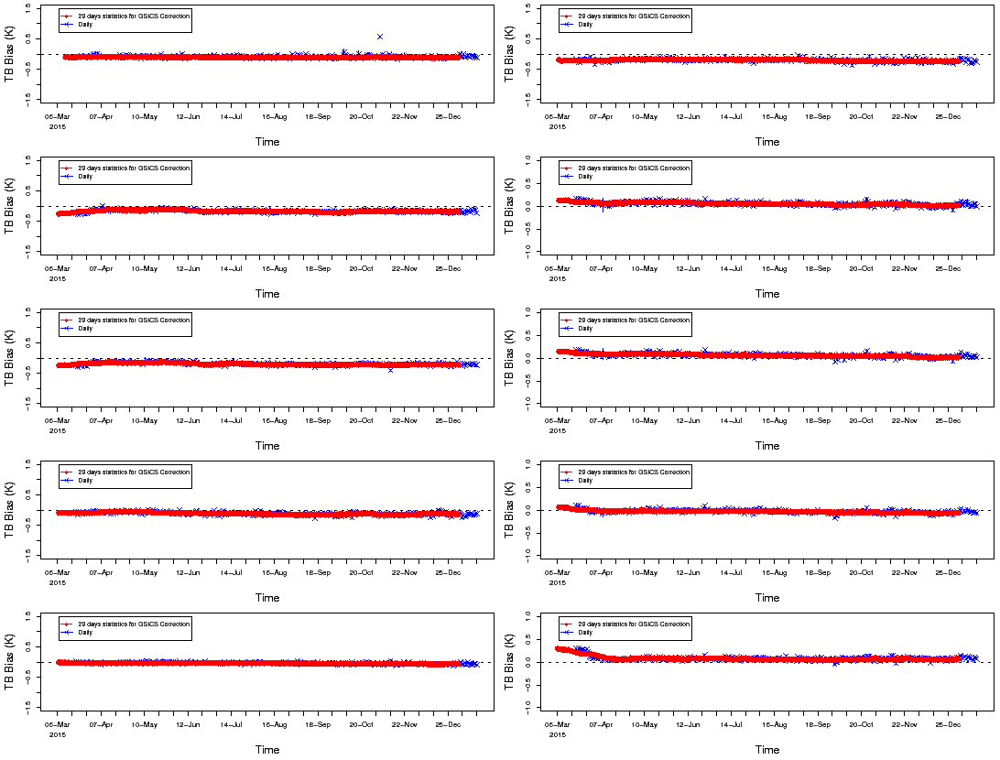 TB Bias (K)
1.5
0.5
−0.5
−1.5
29 days statistics for GSICS Correction
Daily
06−Mar 07−Apr 10−May 12−Jun 14−Jul 16−Aug 18−Sep 20−Oct 22−Nov 25−Dec
2015
Time
TB Bias (K)
1.5
0.5
−0.5
−1.5
29 days statistics for GSICS Correction
Daily
06−Mar 07−Apr 10−May 12−Jun 14−Jul 16−Aug 18−Sep 20−Oct 22−Nov 25−Dec
2015
Time
TB Bias (K)
1.5
0.5
−0.5
−1.5
29 days statistics for GSICS Correction
Daily
06−Mar 07−Apr 10−May 12−Jun 14−Jul 16−Aug 18−Sep 20−Oct 22−Nov 25−Dec
2015
Time
TB Bias (K)
1.0
0.5
0.0
−0.5
−1.0
29 days statistics for GSICS Correction
Daily
06−Mar 07−Apr 10−May 12−Jun 14−Jul 16−Aug 18−Sep 20−Oct 22−Nov 25−Dec
2015
Time
TB Bias (K)
1.5
0.5
−0.5
−1.5
29 days statistics for GSICS Correction
Daily
06−Mar 07−Apr 10−May 12−Jun 14−Jul 16−Aug 18−Sep 20−Oct 22−Nov 25−Dec
2015
Time
TB Bias (K)
1.0
0.5
0.0
−0.5
−1.0
29 days statistics for GSICS Correction
Daily
06−Mar 07−Apr 10−May 12−Jun 14−Jul 16−Aug 18−Sep 20−Oct 22−Nov 25−Dec
2015
Time
TB Bias (K)
1.5
0.5
−0.5
−1.5
29 days statistics for GSICS Correction
Daily
06−Mar 07−Apr 10−May 12−Jun 14−Jul 16−Aug 18−Sep 20−Oct 22−Nov 25−Dec
2015
Time
TB Bias (K)
1.0
0.5
0.0
−0.5
−1.0
29 days statistics for GSICS Correction
Daily
06−Mar 07−Apr 10−May 12−Jun 14−Jul 16−Aug 18−Sep 20−Oct 22−Nov 25−Dec
2015
Time
TB Bias (K)
1.5
0.5
−0.5
−1.5
29 days statistics for GSICS Correction
Daily
06−Mar 07−Apr 10−May 12−Jun 14−Jul 16−Aug 18−Sep 20−Oct 22−Nov 25−Dec
2015
Time
TB Bias (K)
1.0
0.5
0.0
−0.5
−1.0
29 days statistics for GSICS Correction
Daily
06−Mar 07−Apr 10−May 12−Jun 14−Jul 16−Aug 18−Sep 20−Oct 22−Nov 25−Dec
2015
Time